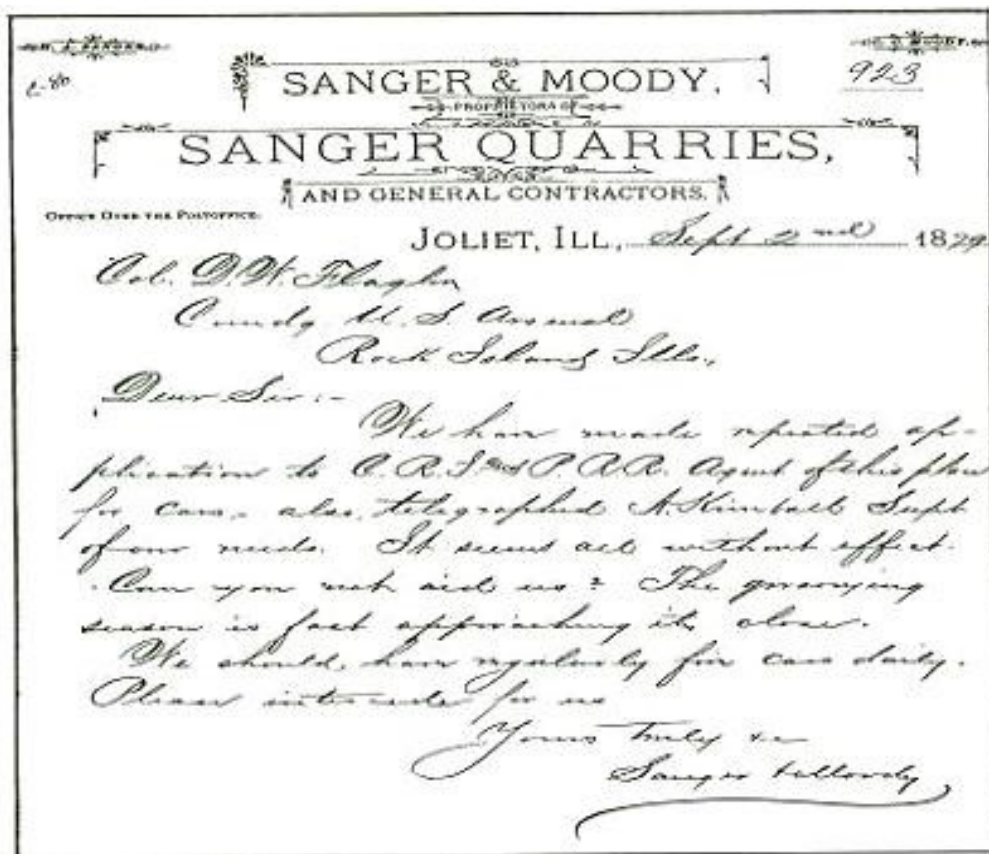 H. A. SANGER.
C. O. MOODY.
923
SANGER & MOODY,
PROPRIETORS OF
SANGER QUARRIES,
AND GENERAL CONTRACTORS.
OFFICE OVER THE POSTOFFICE.
JOLIET, ILL., Sept 2nd 1879
Col. D. W. Flagler
Comdg U. S. Arsenal
Rock Island Ills.,
Dear Sir:-
We have made repeated ap-
plication to C. R. I. and P. R. R. Agent of this place
for cars, also, telegraphed A. Kimball Supt
of our needs. It seems all without effect.
Can you not aid us? The quarrying
season is fast approaching its close.
We should have regularly five cars daily.
Please intercede for us
Yours truly &c
Sanger & Moody